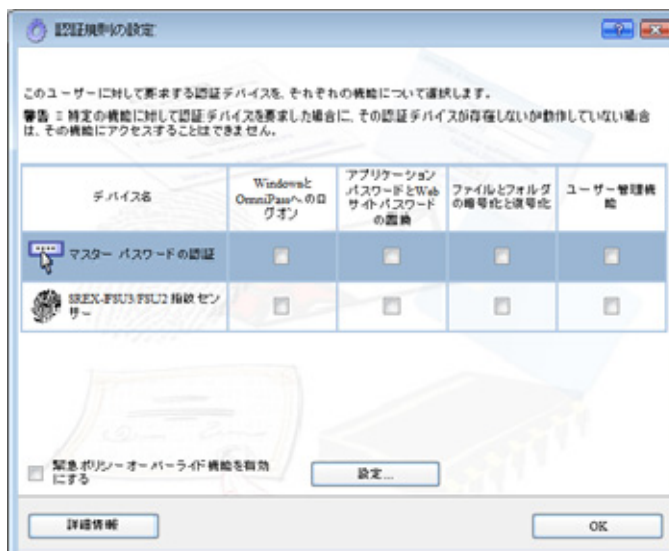 認証規則の設定
このユーザーに対して要求する認証デバイスを、それぞれの機能について選択します。
警告 : 特定の機能に対して認証デバイスを要求した場合に、その認証デバイスが存在しないか動作していない場合
は、その機能にアクセスすることはできません。
デバイス名
Windowsと
OmniPassへのロ
グオン
アプリケーション
パスワードとWeb
サイトパスワード
の置換
ファイルとフォルダ
の暗号化と復号化
ユーザー管理機
能
マスター パスワードの認証
SREX-FSU3/FSU2 指紋 セン
サー
緊急ポリシーオーバーライド機能を有効
にする
設定...
詳細情報
OK